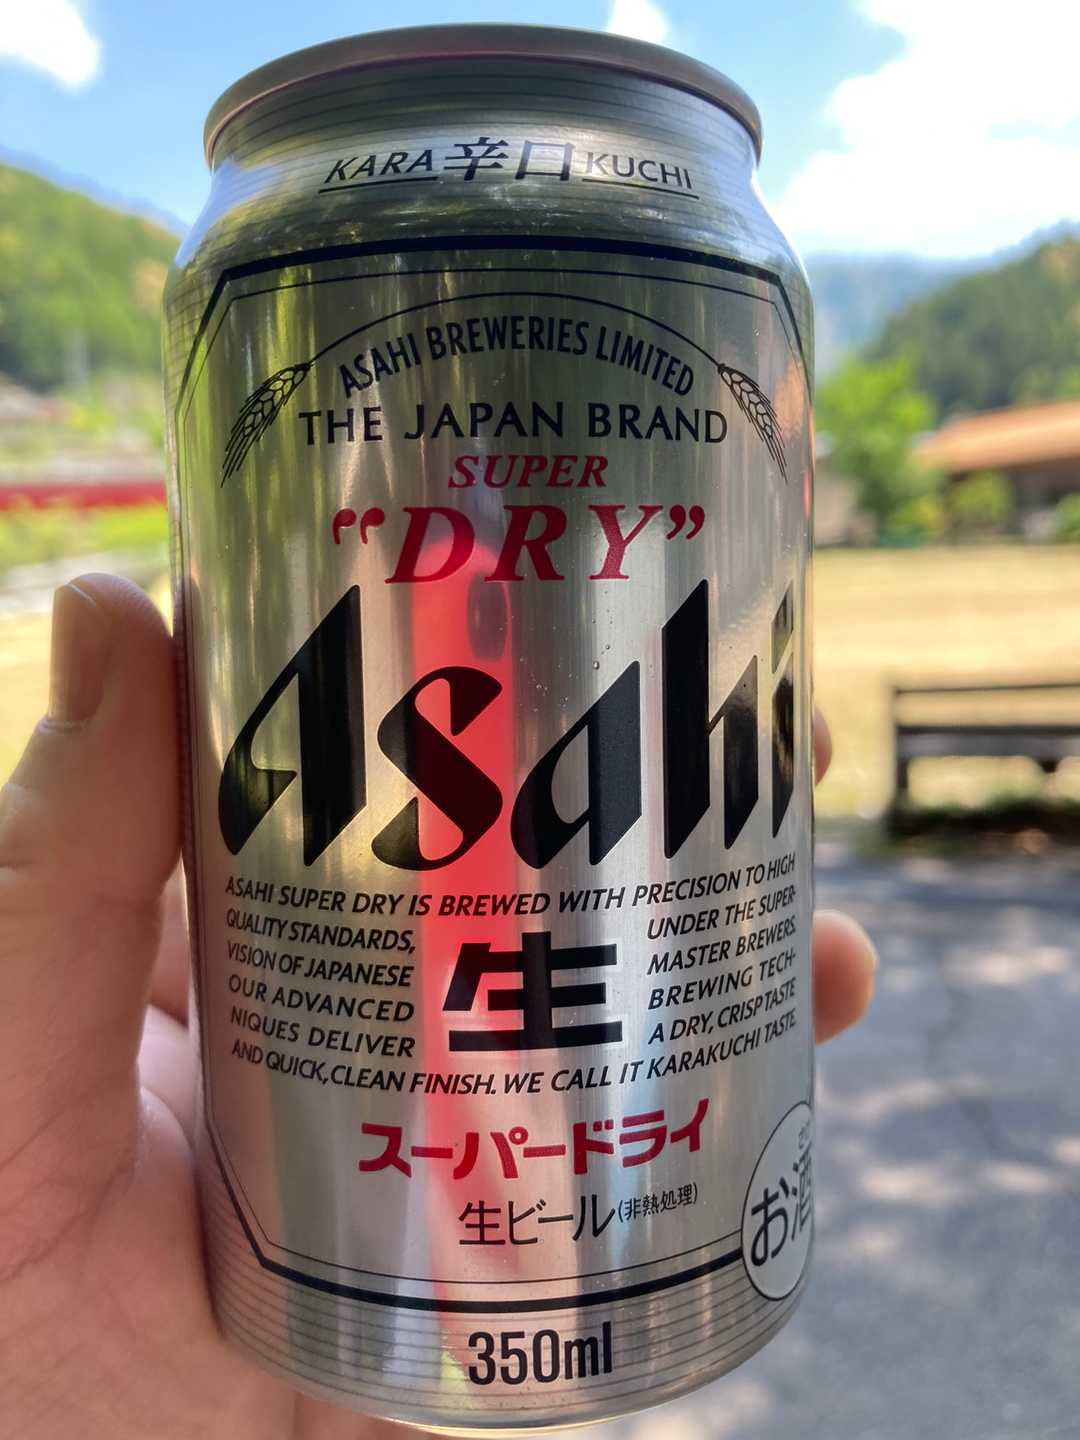 KARA 辛口 KUCHI
ASAHI BREWERIES LIMITED
THE JAPAN BRAND
SUPER
“DRY”
Asahi
ASAHI SUPER DRY IS BREWED WITH PRECISION TO HIGH
QUALITY STANDARDS, UNDER THE SUPER-
VISION OF JAPANESE MASTER BREWERS.
OUR ADVANCED BREWING TECH-
NIQUES DELIVER A DRY, CRISP TASTE
AND QUICK, CLEAN FINISH. WE CALL IT KARAKUCHI TASTE.
生
スーパードライ
生ビール(非熱処理)
お酒
350ml